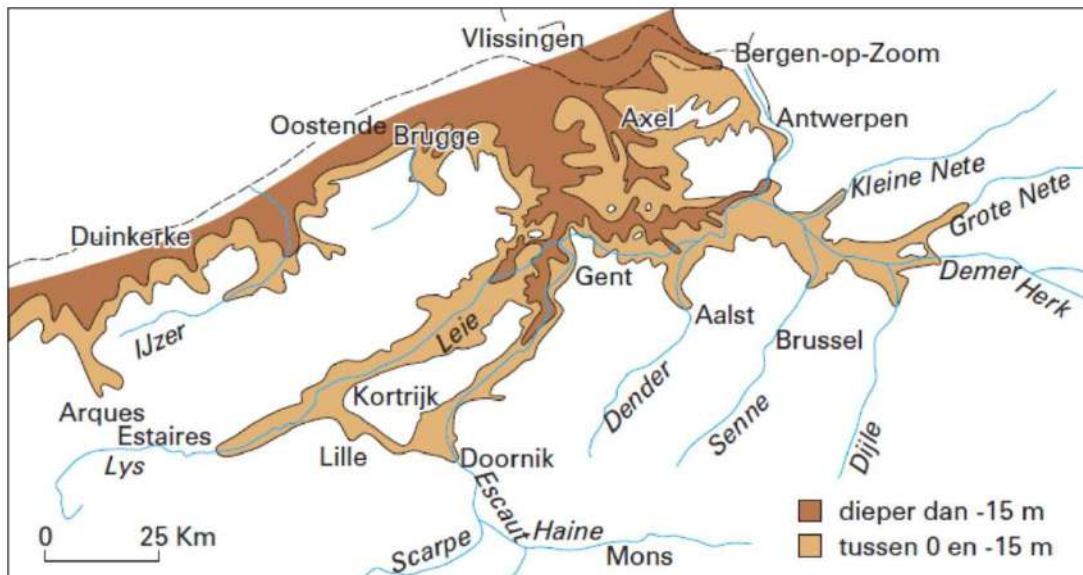 Vlissingen
Bergen-op-Zoom
Oostende
Brugge
Axel
Antwerpen
Kleine Nete
Grote Nete
Duinkerke
Gent
Demer
Herk
IJzer
Leie
Aalst
Brussel
Kortrijk
Arques
Estaires
Lys
Lille
Doornik
Dender
Senne
Dijle
Escaut
Scarpe
Haine
Mons
0 25 Km
dieper dan -15 m
tussen 0 en -15 m